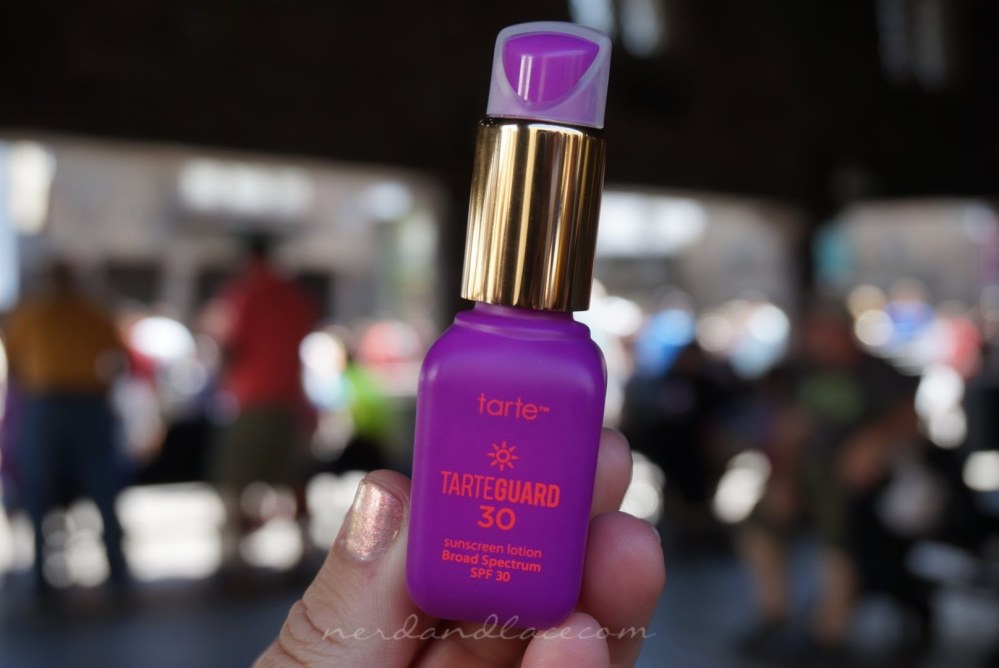 tarte™
TARTEGUARD
30
sunscreen lotion
Broad Spectrum
SPF 30
nerdandlace.com